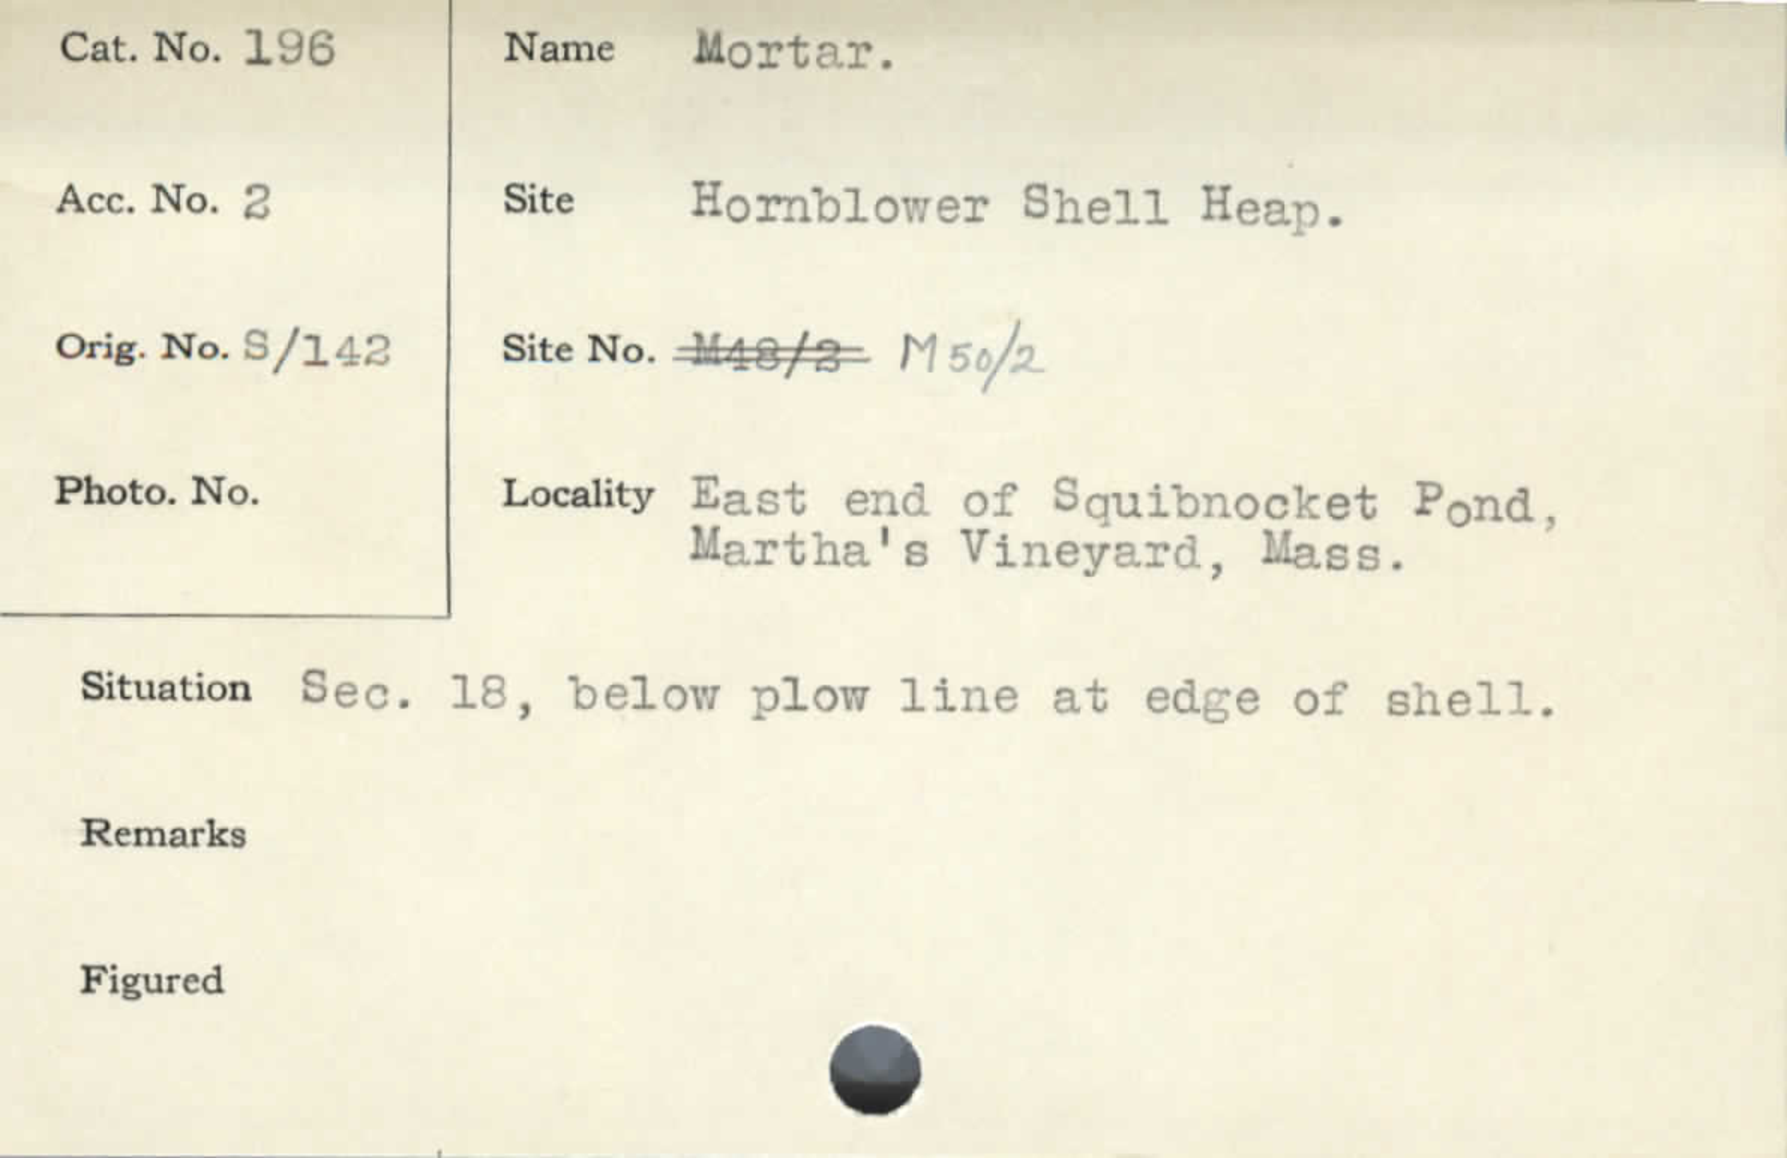 Cat. No. 196
Name Mortar.
Acc. No. 2
Site Hornblower Shell Heap.
Orig. No. S/142
Site No. M48/2 M50/2
Photo. No.
Locality East end of Squibnocket Pond,
Martha's Vineyard, Mass.
Situation Sec. 18, below plow line at edge of shell.
Remarks
Figured